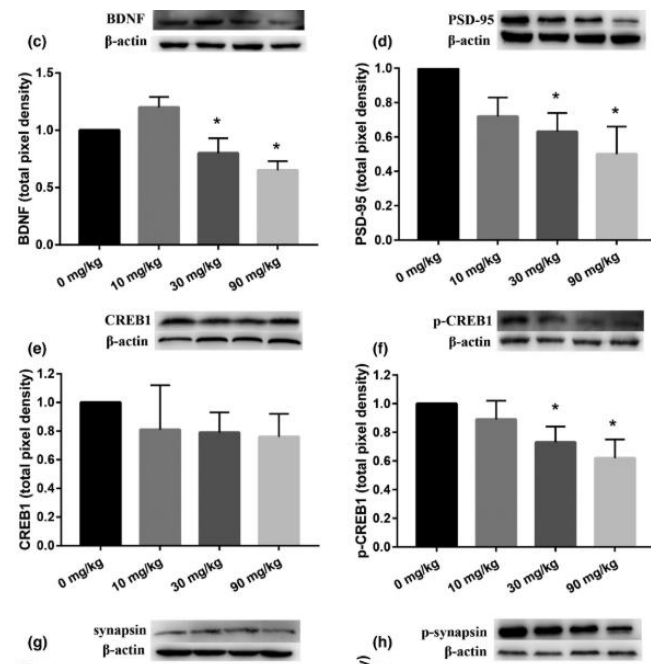 BDNF
(c)
β-actin
1.5
1.0
0.5
0.0
BDNF (total pixel density)
*
*
0 mg/kg
10 mg/kg
30 mg/kg
90 mg/kg
PSD-95
(d)
β-actin
1.0
0.8
0.6
0.4
0.2
0.0
PSD-95 (total pixel density)
*
*
0 mg/kg
10 mg/kg
30 mg/kg
90 mg/kg
CREB1
(e)
β-actin
1.2
1.0
0.8
0.6
0.4
0.2
0.0
CREB1 (total pixel density)
0 mg/kg
10 mg/kg
30 mg/kg
90 mg/kg
p-CREB1
(f)
β-actin
1.2
1.0
0.8
0.6
0.4
0.2
0.0
p-CREB1 (total pixel density)
*
*
0 mg/kg
10 mg/kg
30 mg/kg
90 mg/kg
synapsin
(g)
β-actin
p-synapsin
(h)
β-actin